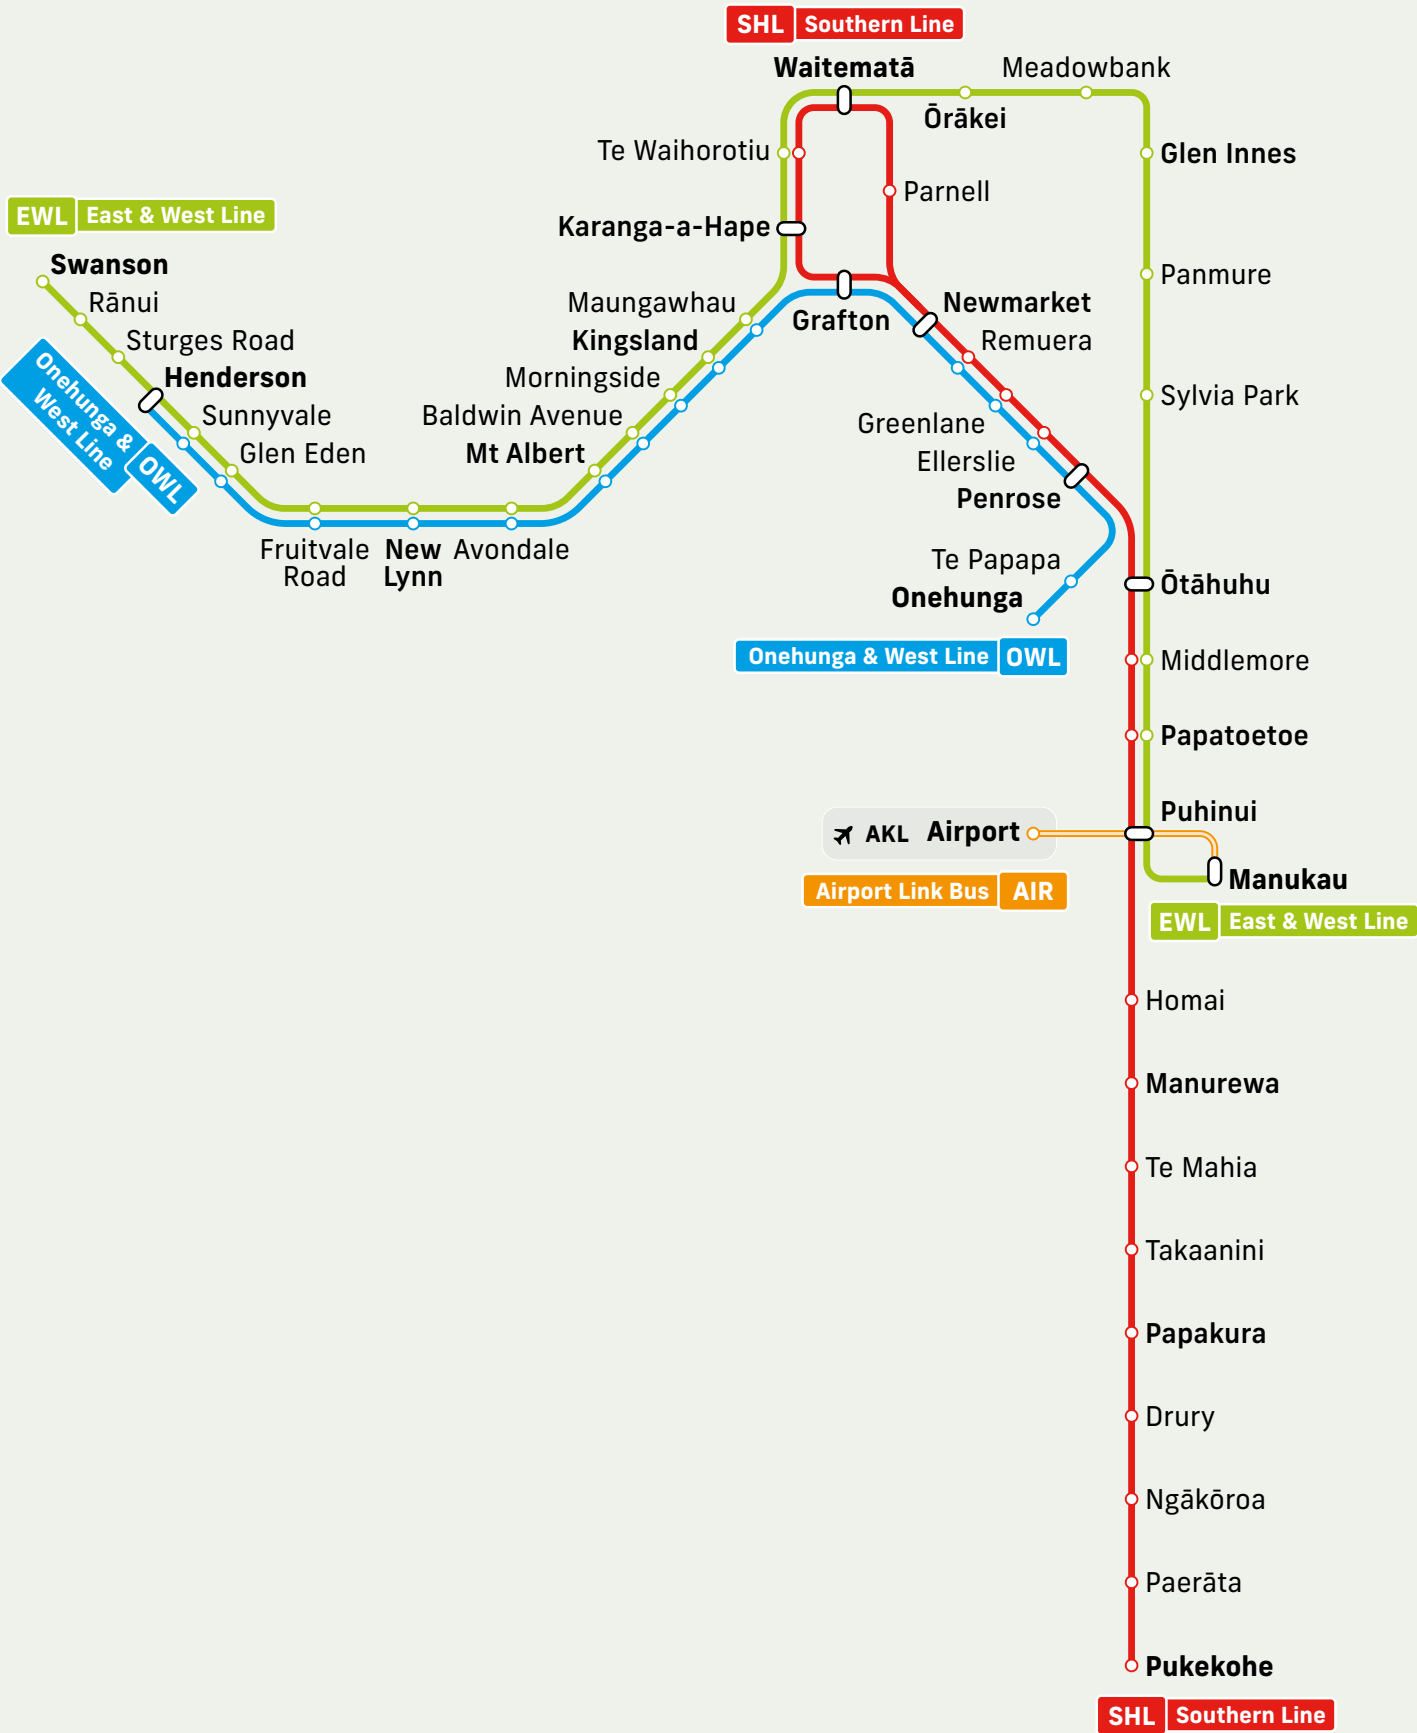 SHL Southern Line
Waitematā
Meadowbank
Ōrākei
Te Waihorotiu
Glen Innes
Parnell
Karanga-a-Hape
EWL East & West Line
Swanson
Rānui
Sturges Road
Henderson
Sunnyvale
Glen Eden
Onehunga &
West Line
OWL
Panmure
Maungawhau
Kingsland
Morningside
Baldwin Avenue
Mt Albert
Grafton
Newmarket
Remuera
Sylvia Park
Greenlane
Ellerslie
Penrose
Fruitvale
Road
New
Lynn
Avondale
Te Papapa
Onehunga
Ōtāhuhu
Onehunga & West Line OWL
Middlemore
Papatoetoe
Puhinui
AKL Airport
Airport Link Bus AIR
Manukau
EWL East & West Line
Homai
Manurewa
Te Mahia
Takaanini
Papakura
Drury
Ngākōroa
Paerāta
Pukekohe
SHL Southern Line